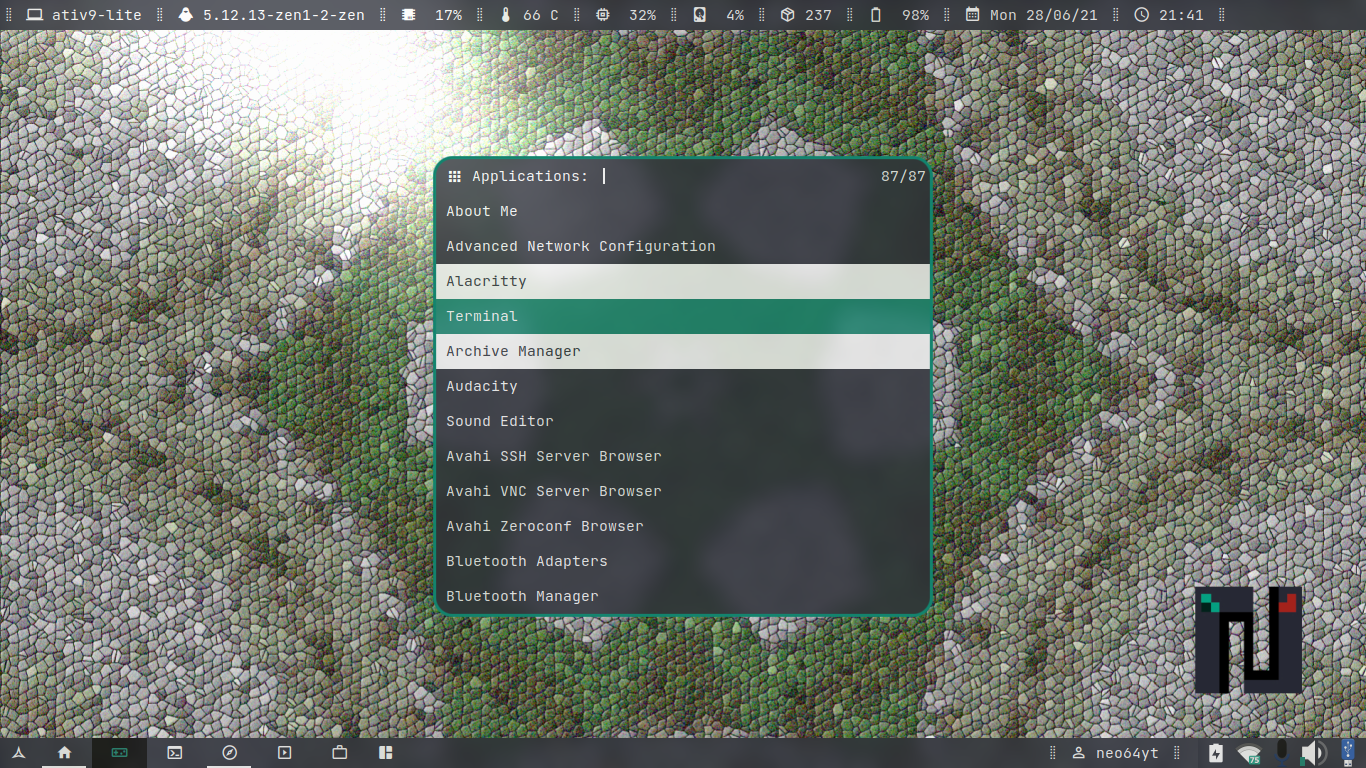 ativ9-lite 5.12.13-zen1-2-zen 17% 66 C 32% 4% 237 98% Mon 28/06/21 21:41
Applications: 87/87
About Me
Advanced Network Configuration
Alacritty
Terminal
Archive Manager
Audacity
Sound Editor
Avahi SSH Server Browser
Avahi VNC Server Browser
Avahi Zeroconf Browser
Bluetooth Adapters
Bluetooth Manager
neo64yt 75